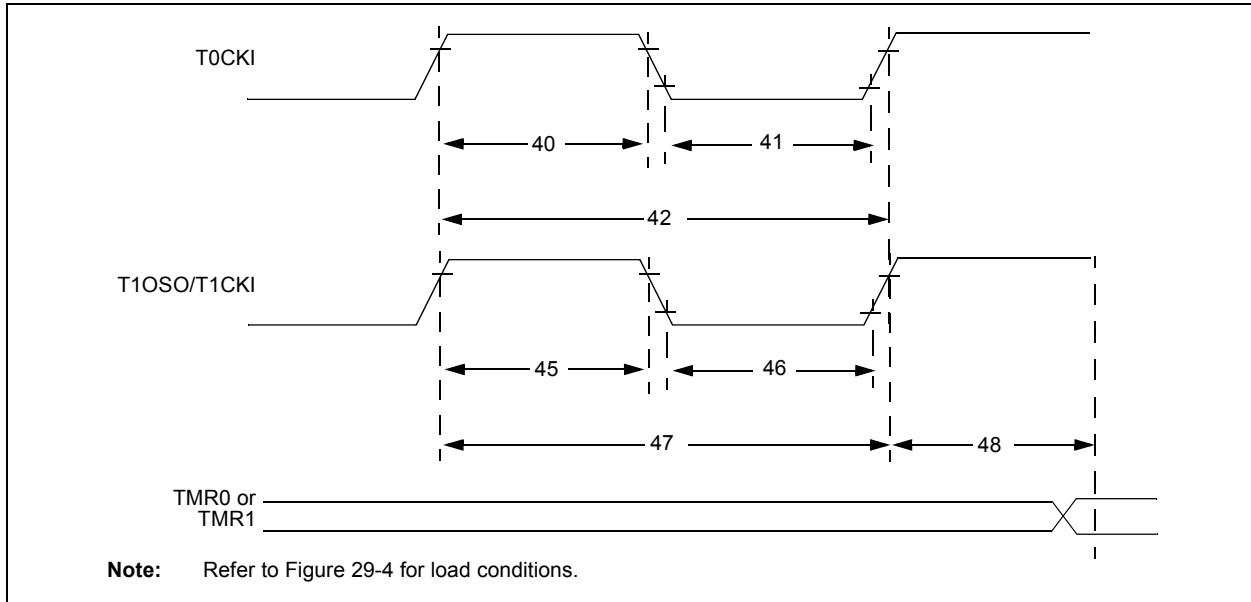 T0CKI
40
41
42
T1OSO/T1CKI
45
46
47
48
TMR0 or
TMR1
Note: Refer to Figure 29-4 for load conditions.